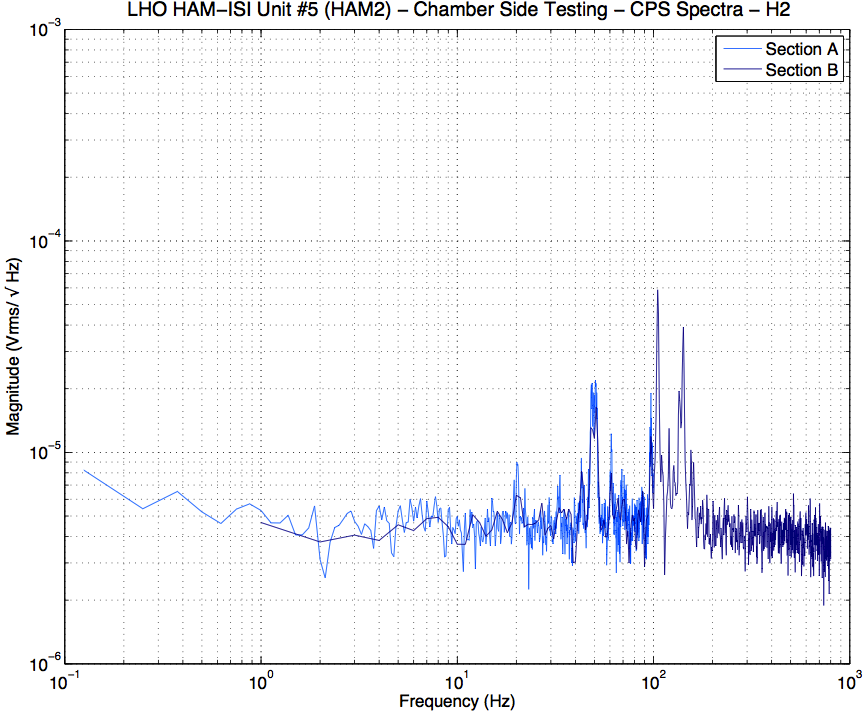 LHO HAM−ISI Unit #5 (HAM2) − Chamber Side Testing − CPS Spectra − H2
Section A
Section B
Magnitude (Vrms/ √ Hz)
10⁻³
10⁻⁴
10⁻⁵
10⁻⁶
10⁻¹ 10⁰ 10¹ 10² 10³
Frequency (Hz)